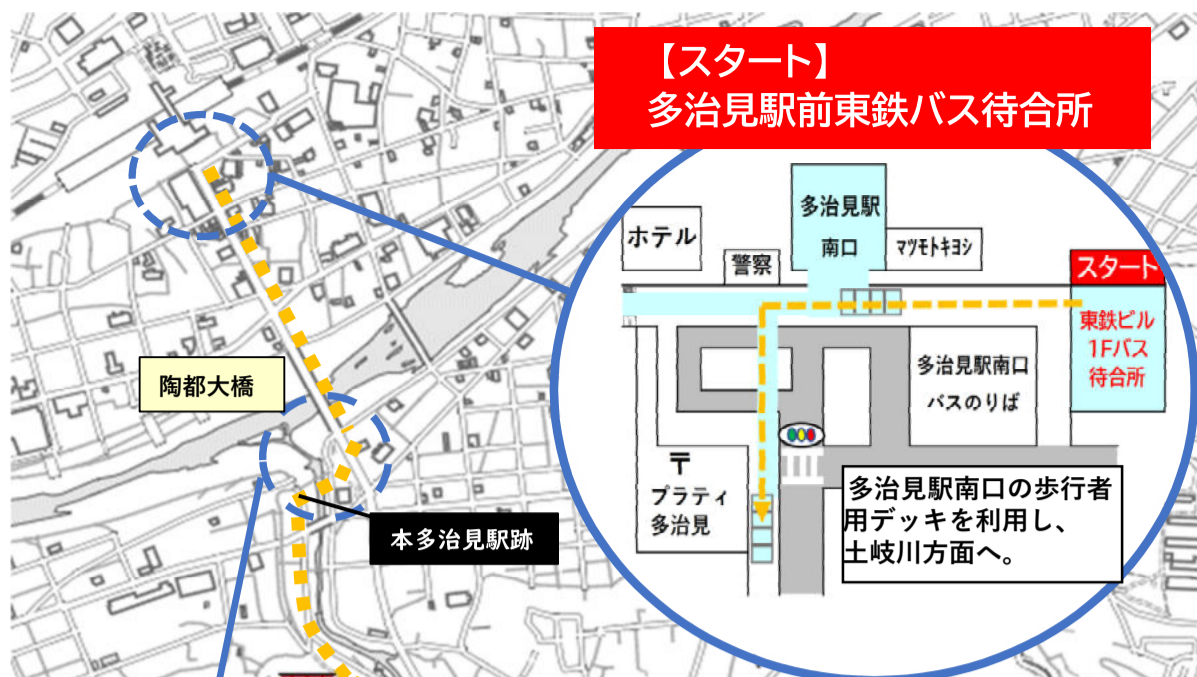 【スタート】
多治見駅前東鉄バス待合所
多治見駅
南口
ホテル
警察
マツモトキヨシ
スタート
東鉄ビル
1Fバス
待合所
多治見駅南口
バスのりば
陶都大橋
〒
プラティ
多治見
多治見駅南口の歩行者
用デッキを利用し、
土岐川方面へ。
本多治見駅跡